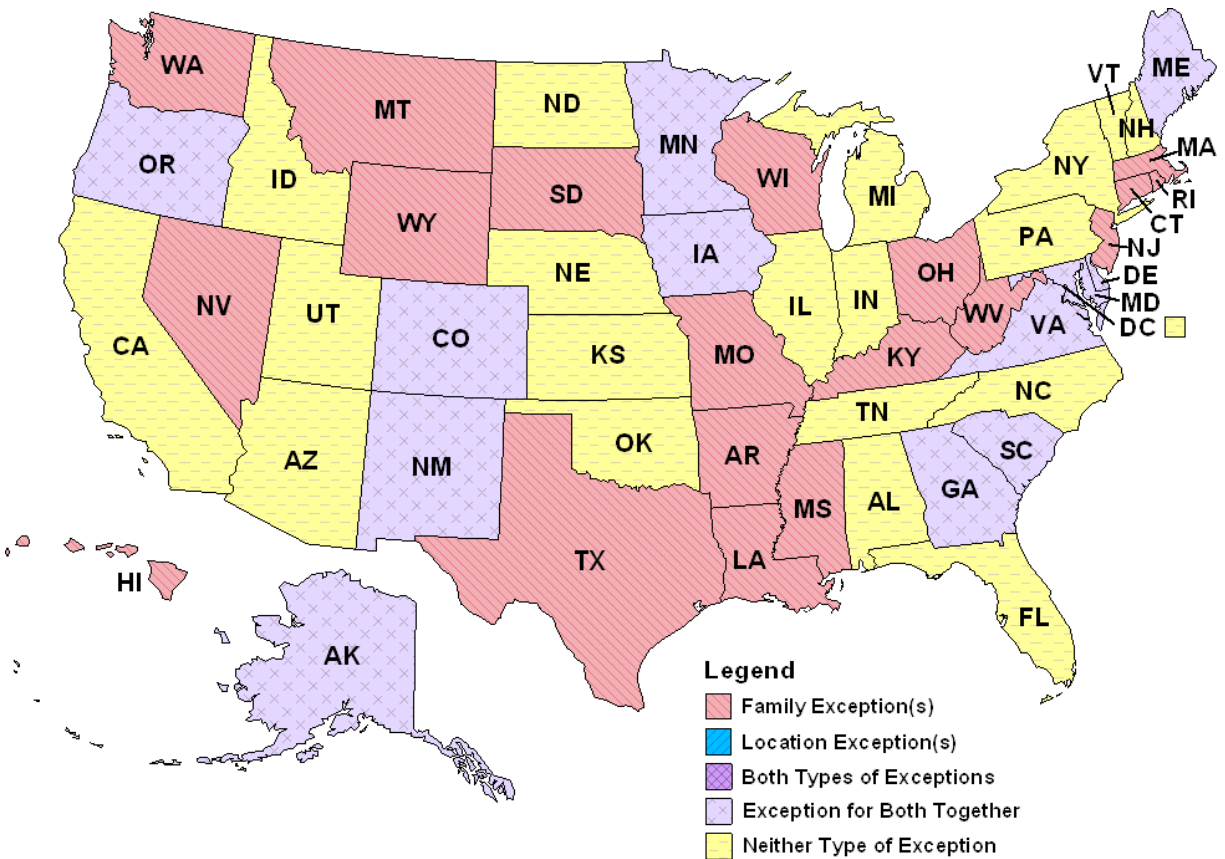 WA
MT
ND
MN
ME
VT
NH
OR
ID
SD
WI
NY
MA
MI
WY
RI
CT
IA
PA
NE
NJ
NV
OH
DE
UT
IL
IN
MD
WV
VA
DC
CA
CO
KS
MO
KY
NC
TN
OK
AR
SC
AZ
NM
GA
MS
AL
TX
LA
HI
FL
AK
Legend
Family Exception(s)
Location Exception(s)
Both Types of Exceptions
Exception for Both Together
Neither Type of Exception